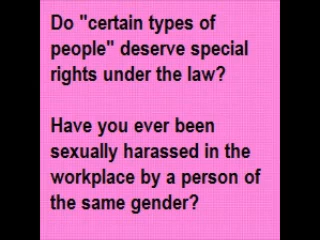 Do "certain types of
people" deserve special
rights under the law?
Have you ever been
sexually harassed in the
workplace by a person of
the same gender?